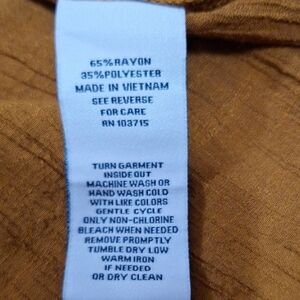 65% RAYON
35% POLYESTER
MADE IN VIETNAM
SEE REVERSE
FOR CARE
RN 103715
TURN GARMENT
INSIDE OUT
MACHINE WASH OR
HAND WASH COLD
WITH LIKE COLORS
GENTLE CYCLE
ONLY NON-CHLORINE
BLEACH WHEN NEEDED
REMOVE PROMPTLY
TUMBLE DRY LOW
WARM IRON
IF NEEDED
OR DRY CLEAN